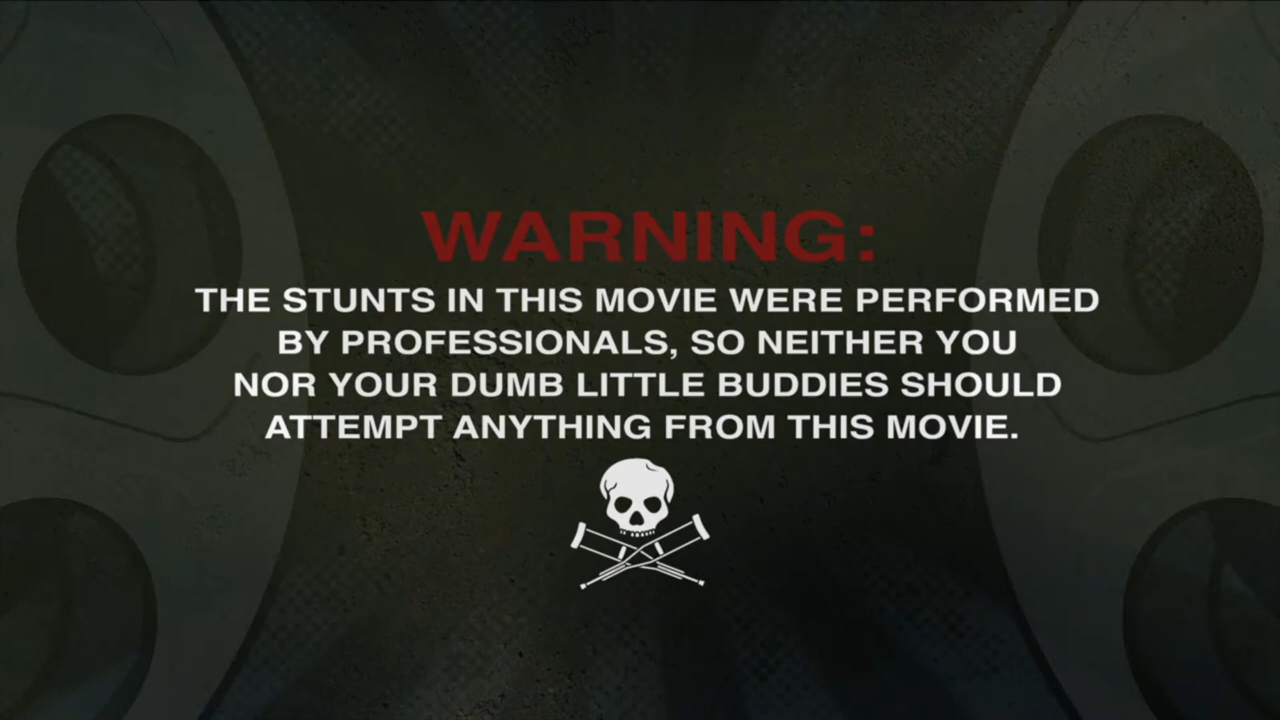 WARNING:
THE STUNTS IN THIS MOVIE WERE PERFORMED
BY PROFESSIONALS, SO NEITHER YOU
NOR YOUR DUMB LITTLE BUDDIES SHOULD
ATTEMPT ANYTHING FROM THIS MOVIE.